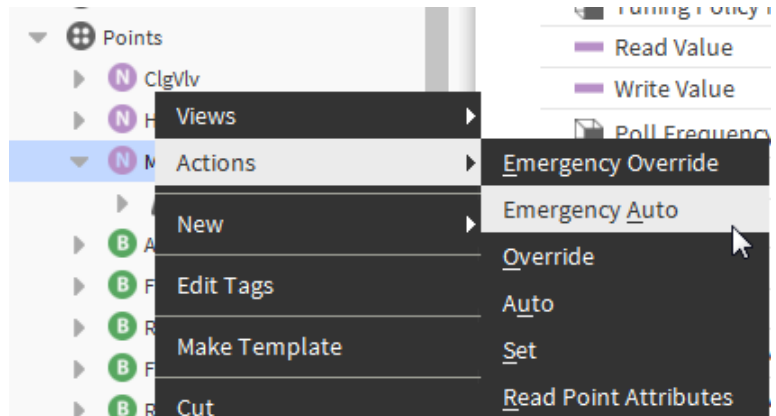 Points
N ClgVlv
N H
N M
B A
B F
B R
B F
B R
Views
Actions
New
Edit Tags
Make Template
Cut
Tuning Policy
Read Value
Write Value
Poll Frequency
Emergency Override
Emergency Auto
Override
Auto
Set
Read Point Attributes